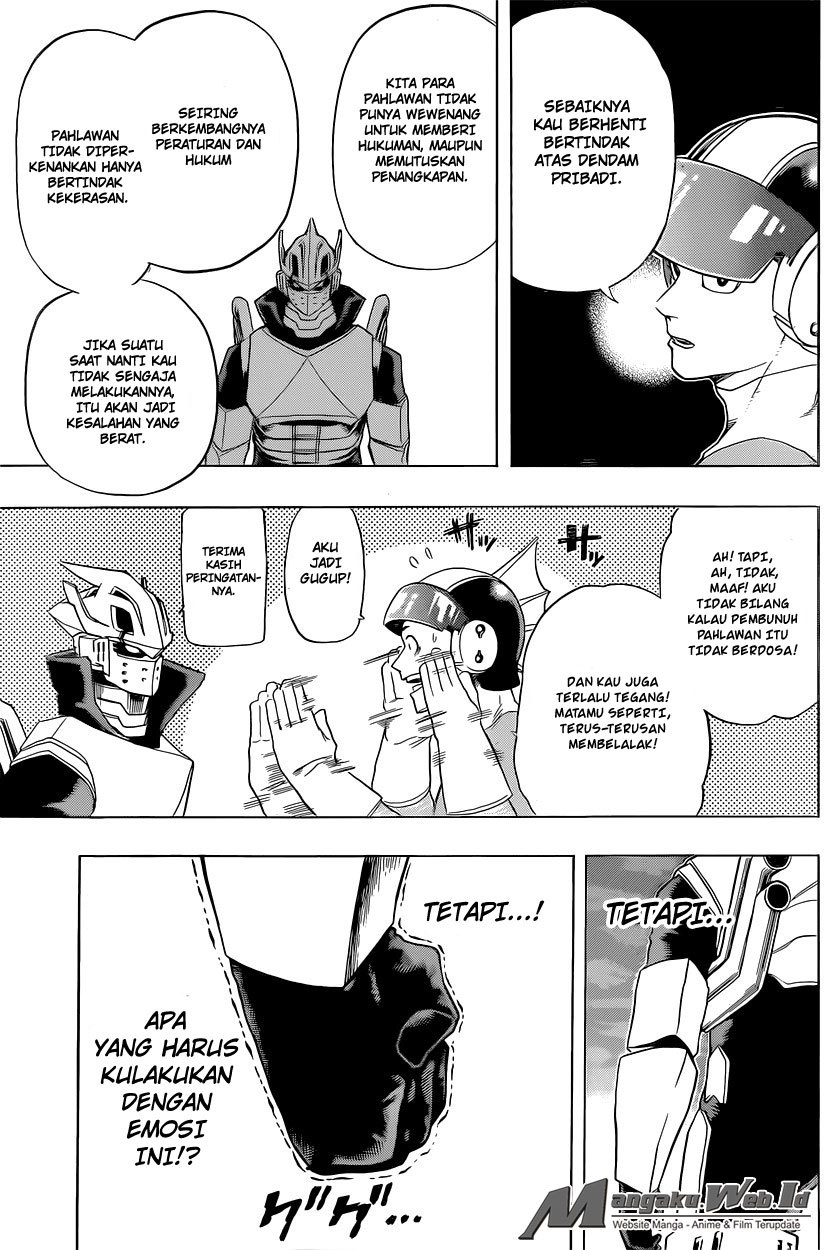 SEBAIKNYA
KAU BERHENTI
BERTINDAK
ATAS DENDAM
PRIBADI.
KITA PARA
PAHLAWAN TIDAK
PUNYA WEWENANG
UNTUK MEMBERI
HUKUMAN, MAUPUN
MEMUTUSKAN
PENANGKAPAN.
SEIRING
BERKEMBANGNYA
PERATURAN DAN
HUKUM
PAHLAWAN
TIDAK DIPER-
KENANKAN HANYA
BERTINDAK
KEKERASAN.
JIKA SUATU
SAAT NANTI KAU
TIDAK SENGAJA
MELAKUKANNYA,
ITU AKAN JADI
KESALAHAN YANG
BERAT.
AH! TAPI,
AH, TIDAK,
MAAF! AKU
TIDAK BILANG
KALAU PEMBUNUH
PAHLAWAN ITU
TIDAK BERDOSA!
DAN KAU JUGA
TERLALU TEGANG!
MATAMU SEPERTI,
TERUS-TERUSAN
MEMBELALAK!
AKU
JADI
GUGUP!
TERIMA
KASIH
PERINGATAN-
NYA.
TETAPI...
TETAPI...!
APA
YANG HARUS
KULAKUKAN
DENGAN
EMOSI
INI!?
グググ...
Mangaku.Web.Id
Website Manga - Anime & Film Terupdate